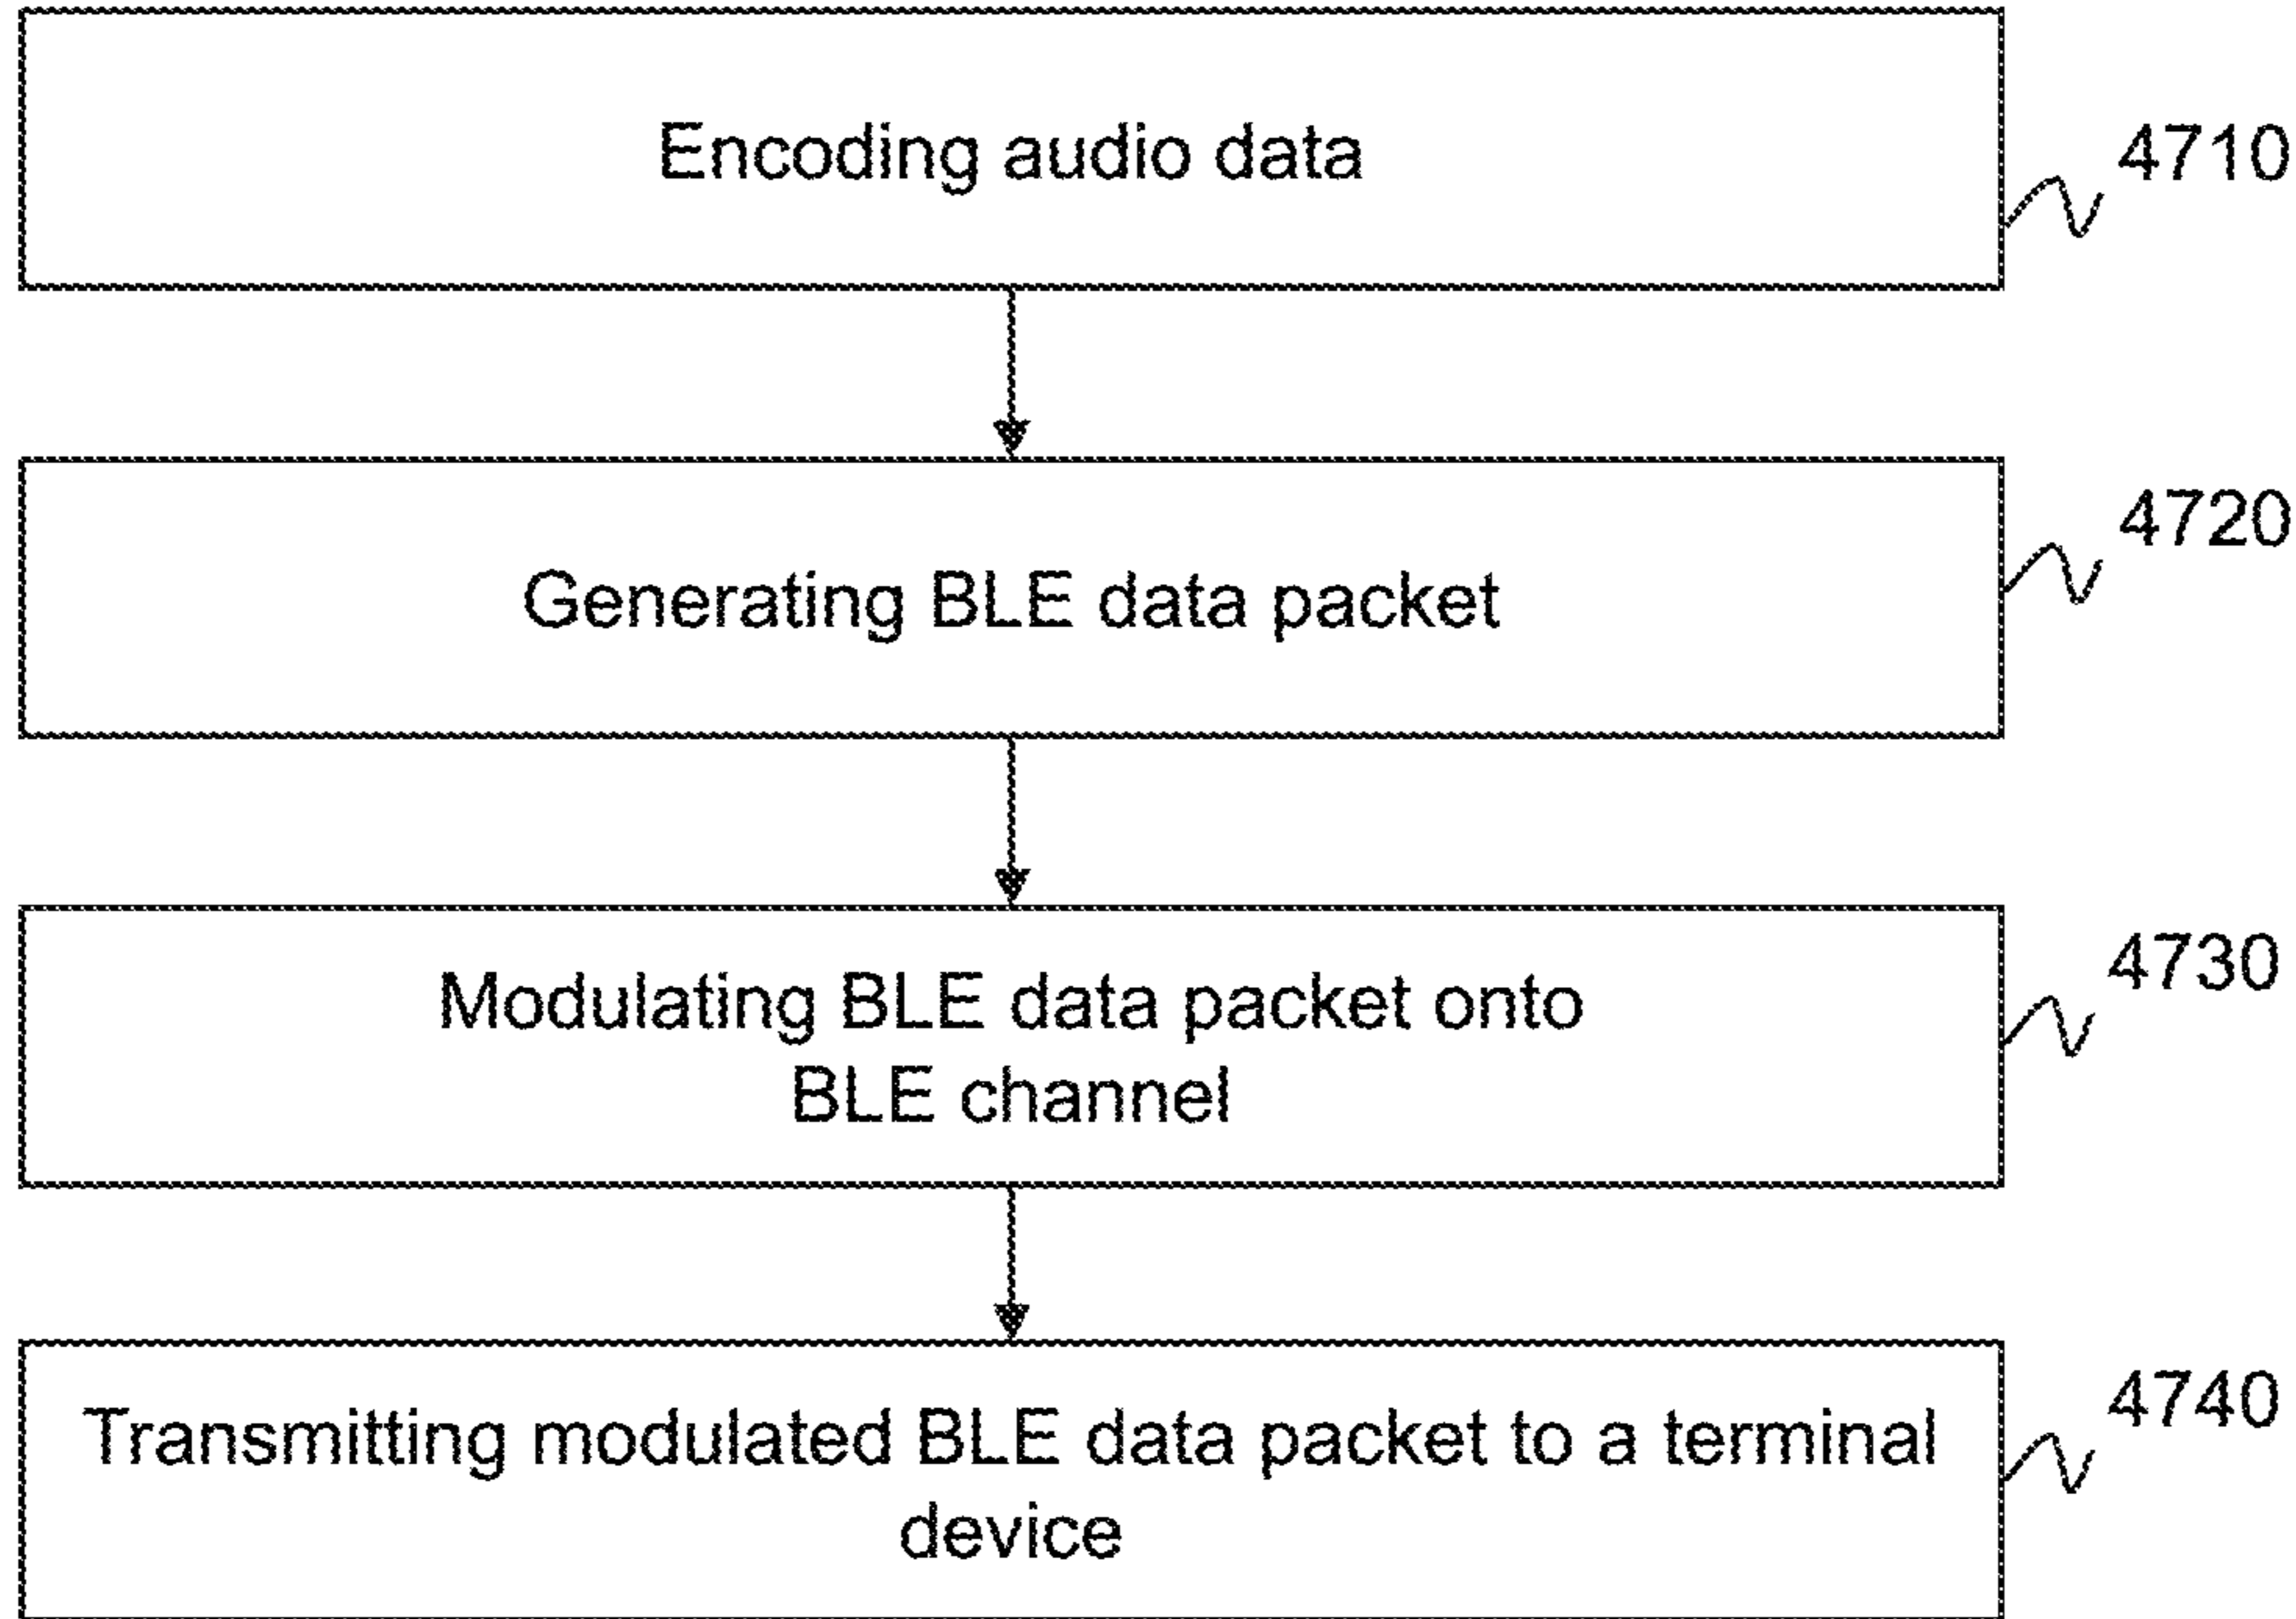 Encoding audio data
4710
Generating BLE data packet
4720
Modulating BLE data packet onto
BLE channel
4730
Transmitting modulated BLE data packet to a terminal
device
4740